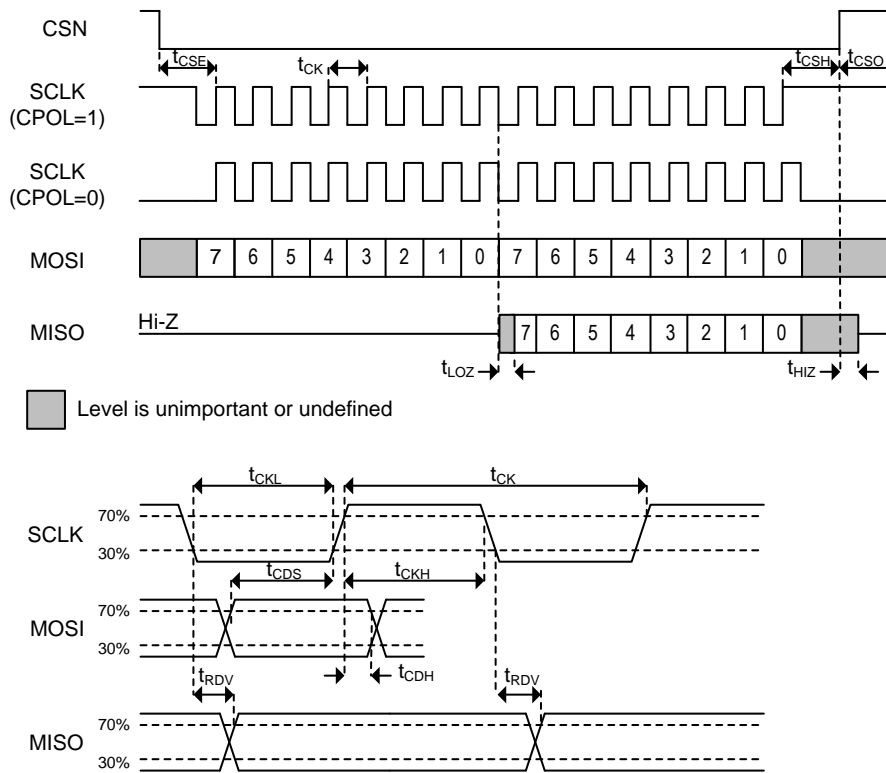 CSN
tCSE
tCK
tCSH
tCSO
SCLK
(CPOL=1)
SCLK
(CPOL=0)
MOSI
7 6 5 4 3 2 1 0 7 6 5 4 3 2 1 0
MISO
Hi-Z
7 6 5 4 3 2 1 0
tLOZ
tHIZ
Level is unimportant or undefined
tCKL
tCK
SCLK
70%
30%
tCDS
tCKH
MOSI
70%
30%
tRDV
tCDH
tRDV
MISO
70%
30%